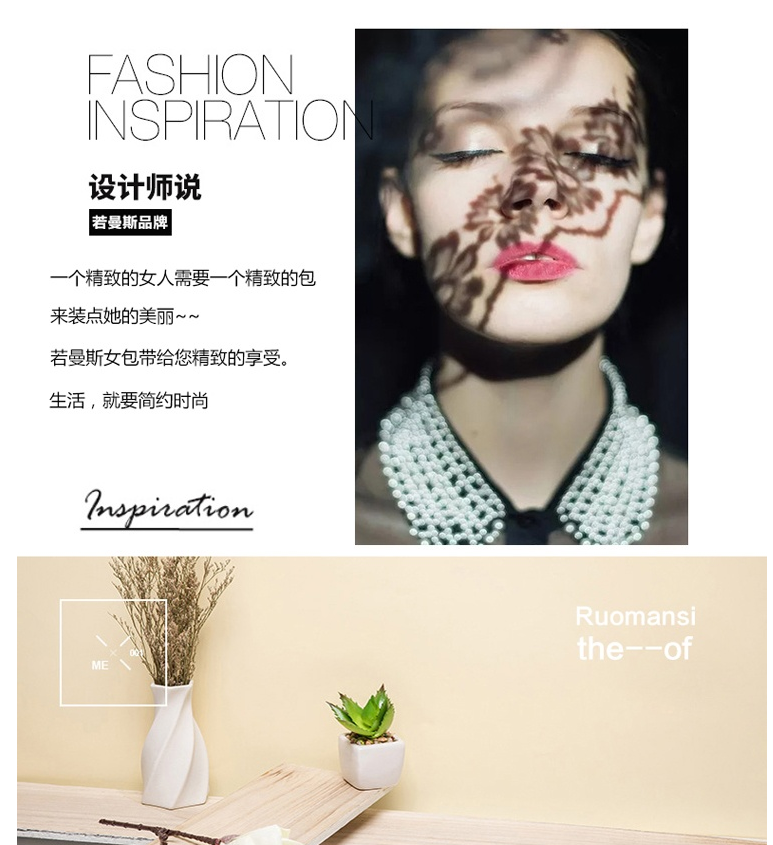 FASHION
INSPIRATION
设计师说
若曼斯品牌
一个精致的女人需要一个精致的包
来装点她的美丽~~
若曼斯女包带给您精致的享受。
生活，就要简约时尚
Inspiration
Ruomansi
the--of
001
ME